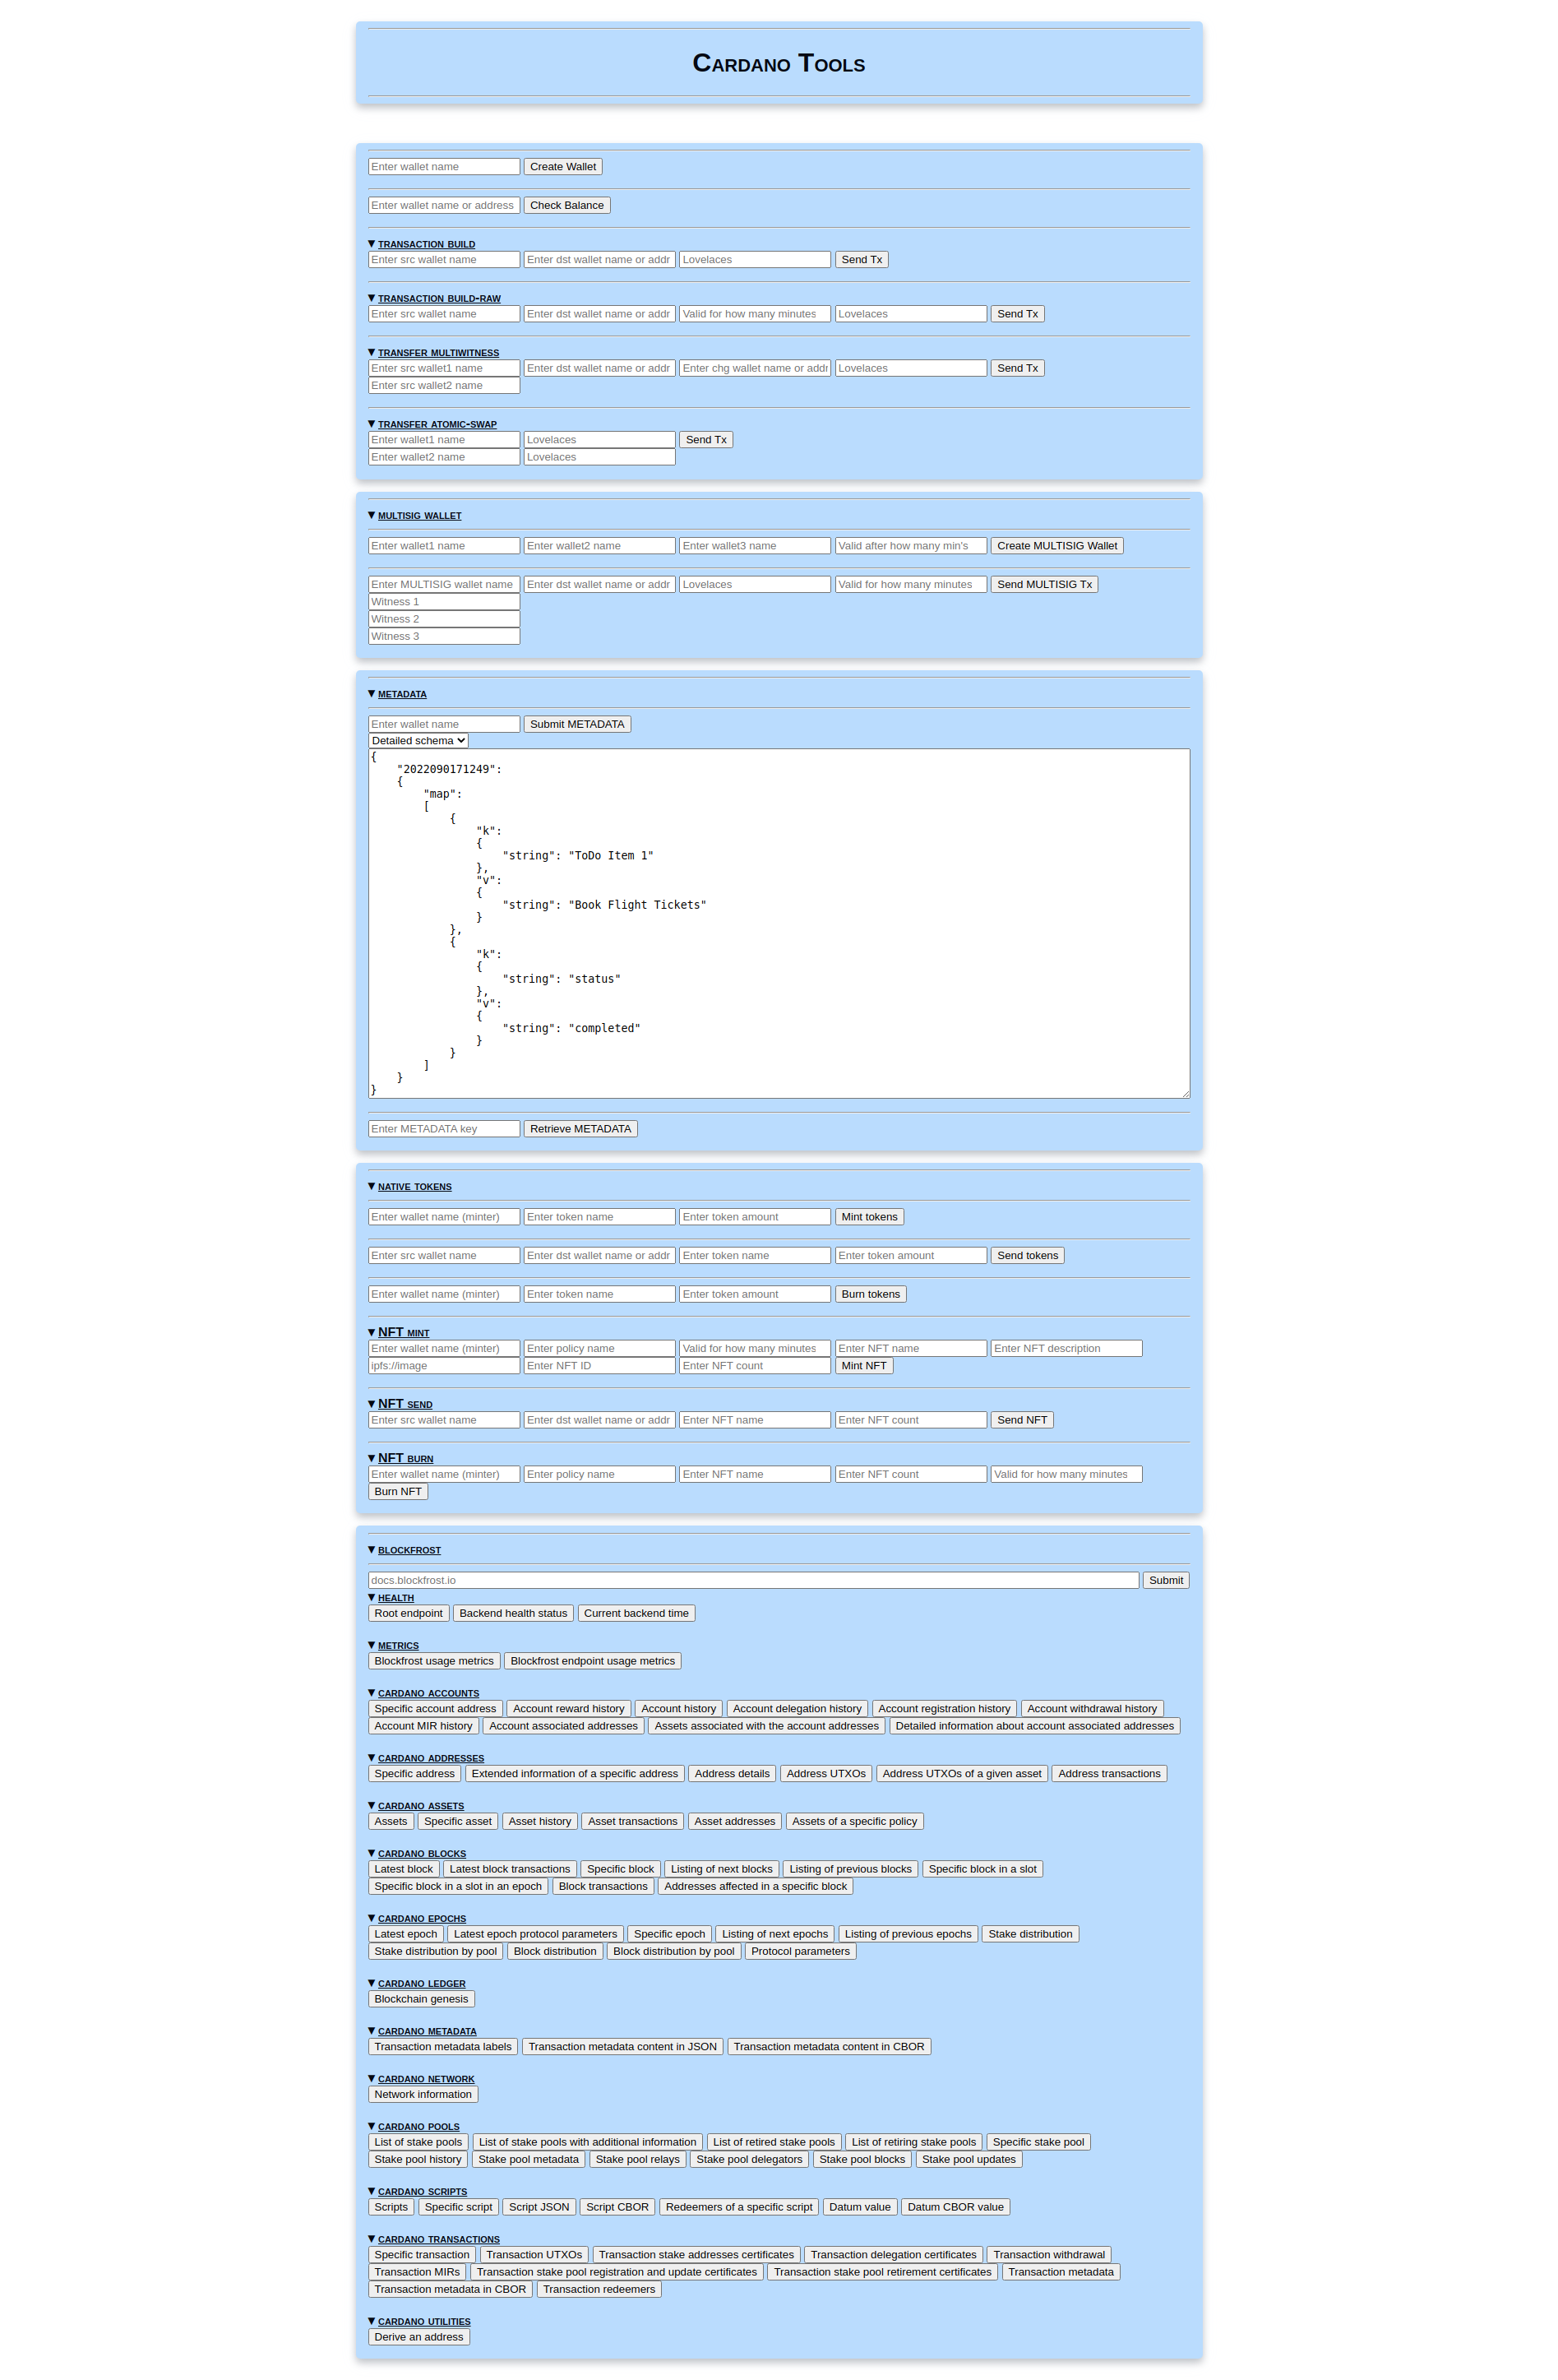 Cardano Tools
Enter wallet name Create Wallet
Enter wallet name or address Check Balance
▼ transaction build
Enter src wallet name Enter dst wallet name or addr Lovelaces Send Tx
▼ transaction build-raw
Enter src wallet name Enter dst wallet name or addr Valid for how many minutes Lovelaces Send Tx
▼ transfer multiwitness
Enter src wallet1 name Enter dst wallet name or addr Enter chg wallet name or addr Lovelaces Send Tx
Enter src wallet2 name
▼ transfer atomic-swap
Enter wallet1 name Lovelaces Send Tx
Enter wallet2 name Lovelaces
▼ multisig wallet
Enter wallet1 name Enter wallet2 name Enter wallet3 name Valid after how many min's Create MULTISIG Wallet
Enter MULTISIG wallet name Enter dst wallet name or addr Lovelaces Valid for how many minutes Send MULTISIG Tx
Witness 1
Witness 2
Witness 3
▼ metadata
Enter wallet name Submit METADATA
Detailed schema
{
    "2022090171249":
    {
        "map":
        [
            {
                "k":
                {
                    "string": "ToDo Item 1"
                },
                "v":
                {
                    "string": "Book Flight Tickets"
                }
            },
            {
                "k":
                {
                    "string": "status"
                },
                "v":
                {
                    "string": "completed"
                }
            }
        ]
    }
}
Enter METADATA key Retrieve METADATA
▼ native tokens
Enter wallet name (minter) Enter token name Enter token amount Mint tokens
Enter src wallet name Enter dst wallet name or addr Enter token name Enter token amount Send tokens
Enter wallet name (minter) Enter token name Enter token amount Burn tokens
▼ NFT mint
Enter wallet name (minter) Enter policy name Valid for how many minutes Enter NFT name Enter NFT description
ipfs://image Enter NFT ID Enter NFT count Mint NFT
▼ NFT send
Enter src wallet name Enter dst wallet name or addr Enter NFT name Enter NFT count Send NFT
▼ NFT burn
Enter wallet name (minter) Enter policy name Enter NFT name Enter NFT count Valid for how many minutes
Burn NFT
▼ blockfrost
docs.blockfrost.io Submit
▼ health
Root endpoint Backend health status Current backend time
▼ metrics
Blockfrost usage metrics Blockfrost endpoint usage metrics
▼ cardano accounts
Specific account address Account reward history Account history Account delegation history Account registration history Account withdrawal history
Account MIR history Account associated addresses Assets associated with the account addresses Detailed information about account associated addresses
▼ cardano addresses
Specific address Extended information of a specific address Address details Address UTXOs Address UTXOs of a given asset Address transactions
▼ cardano assets
Assets Specific asset Asset history Asset transactions Asset addresses Assets of a specific policy
▼ cardano blocks
Latest block Latest block transactions Specific block Listing of next blocks Listing of previous blocks Specific block in a slot
Specific block in a slot in an epoch Block transactions Addresses affected in a specific block
▼ cardano epochs
Latest epoch Latest epoch protocol parameters Specific epoch Listing of next epochs Listing of previous epochs Stake distribution
Stake distribution by pool Block distribution Block distribution by pool Protocol parameters
▼ cardano ledger
Blockchain genesis
▼ cardano metadata
Transaction metadata labels Transaction metadata content in JSON Transaction metadata content in CBOR
▼ cardano network
Network information
▼ cardano pools
List of stake pools List of stake pools with additional information List of retired stake pools List of retiring stake pools Specific stake pool
Stake pool history Stake pool metadata Stake pool relays Stake pool delegators Stake pool blocks Stake pool updates
▼ cardano scripts
Scripts Specific script Script JSON Script CBOR Redeemers of a specific script Datum value Datum CBOR value
▼ cardano transactions
Specific transaction Transaction UTXOs Transaction stake addresses certificates Transaction delegation certificates Transaction withdrawal
Transaction MIRs Transaction stake pool registration and update certificates Transaction stake pool retirement certificates Transaction metadata
Transaction metadata in CBOR Transaction redeemers
▼ cardano utilities
Derive an address